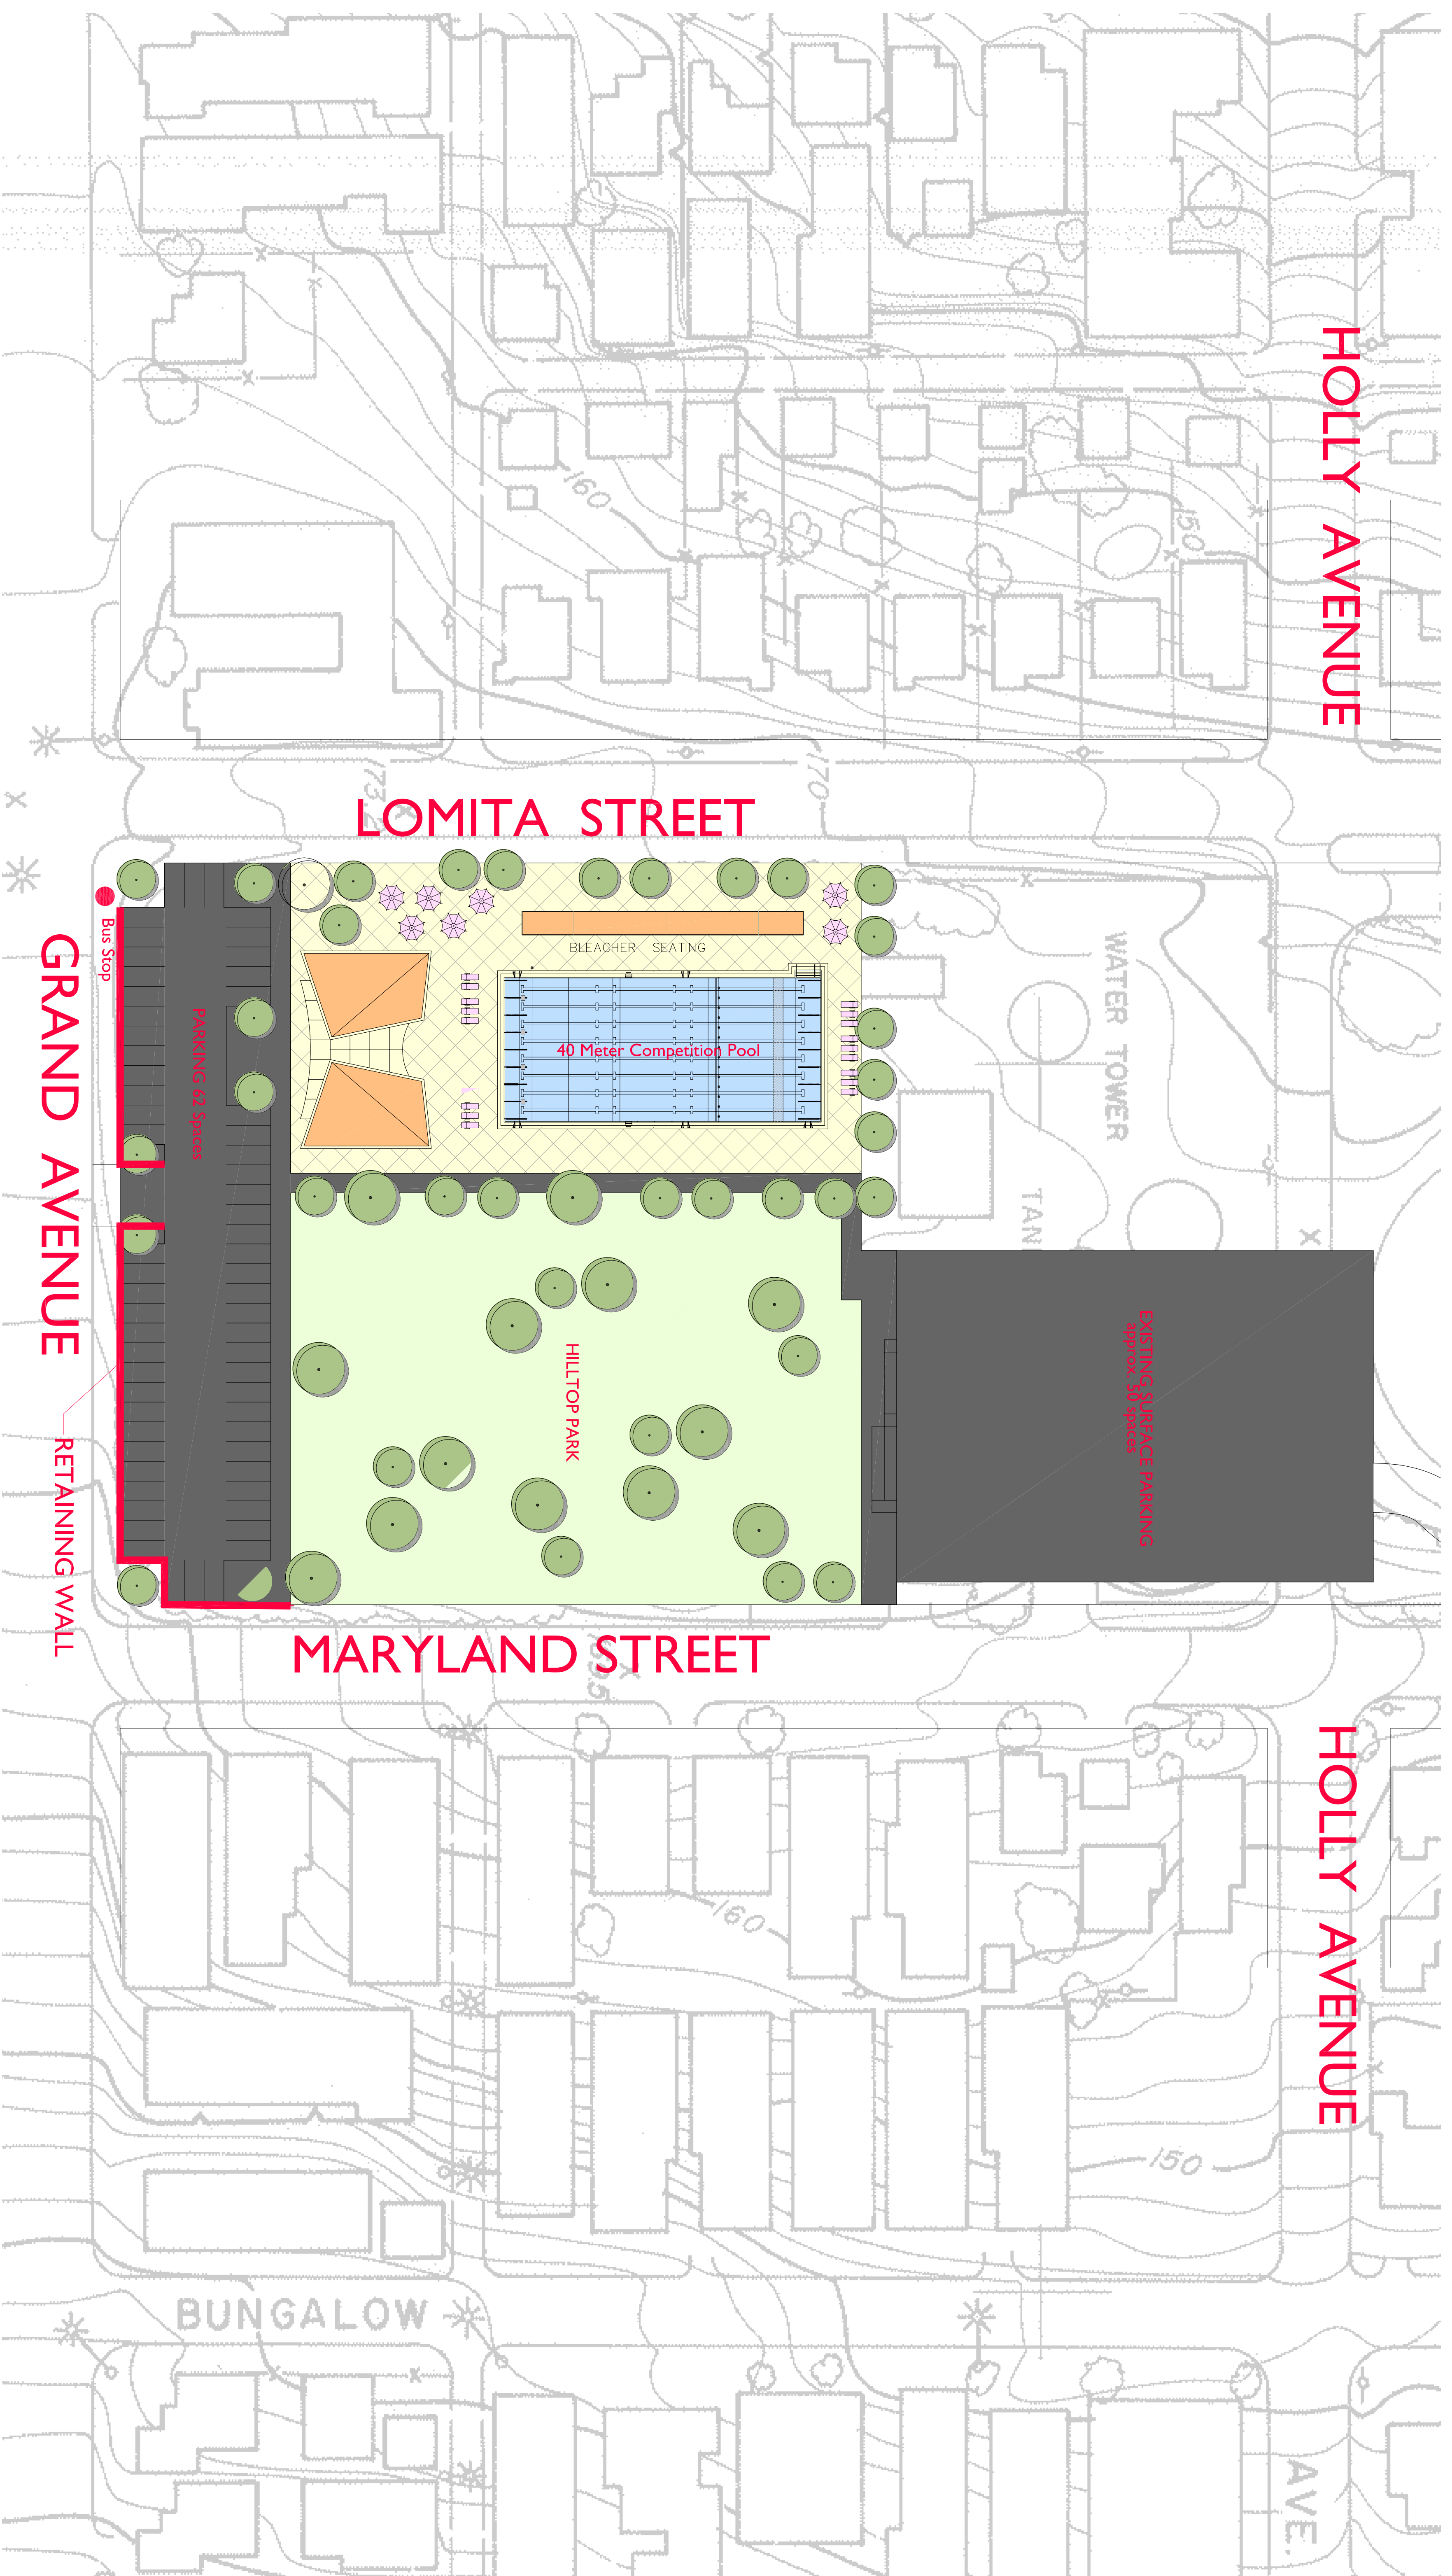 HOLLY AVENUE
160
150
LOMITA STREET
170
Bus Stop
GRAND AVENUE
PARKING 62 Spaces
BLEACHER SEATING
40 Meter Competition Pool
WATER TOWER
HILLTOP PARK
EXISTING SURFACE PARKING
approx. 50 spaces
RETAINING WALL
MARYLAND STREET
HOLLY AVENUE
160
150
BUNGALOW
AVE.